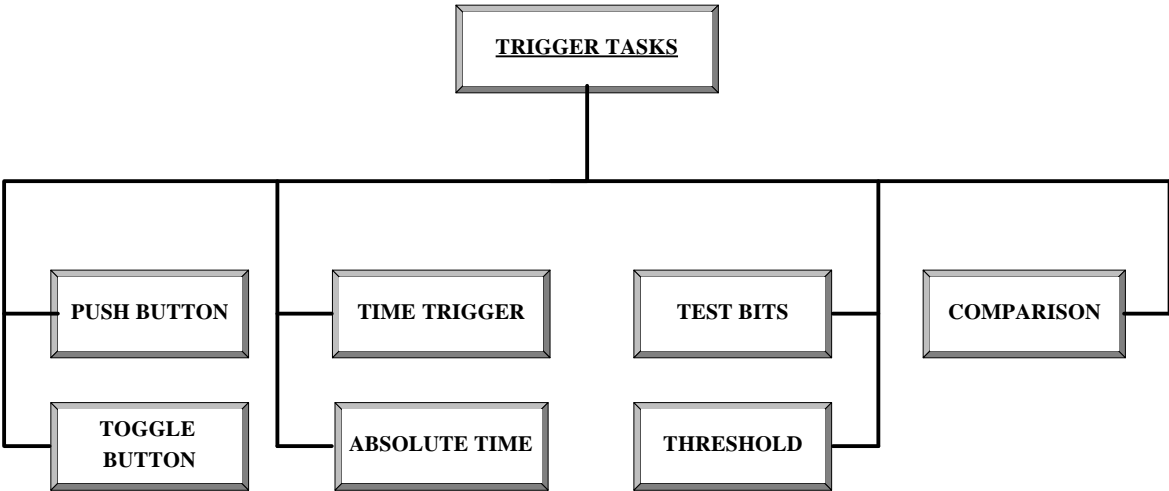 TRIGGER TASKS
PUSH BUTTON
TIME TRIGGER
TEST BITS
COMPARISON
TOGGLE
BUTTON
ABSOLUTE TIME
THRESHOLD